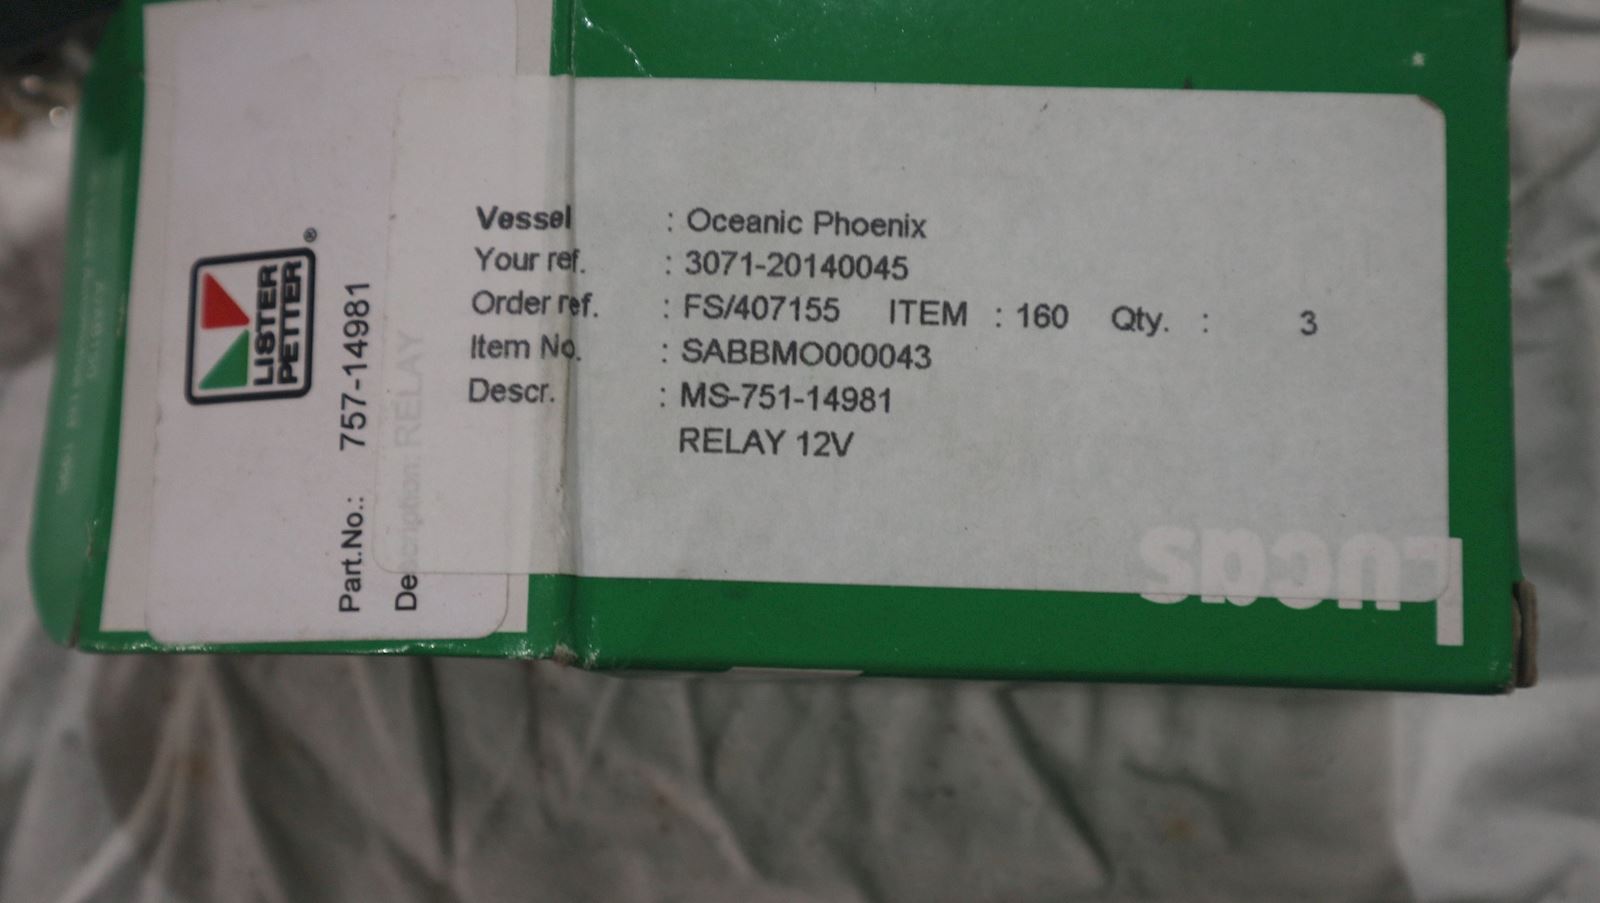 LISTER
PETTER
®
Part.No.: 757-14981
Description: RELAY
Vessel : Oceanic Phoenix
Your ref. : 3071-20140045
Order ref. : FS/407155 ITEM : 160 Qty. : 3
Item No. : SABBMO000043
Descr. : MS-751-14981
RELAY 12V
Lucas